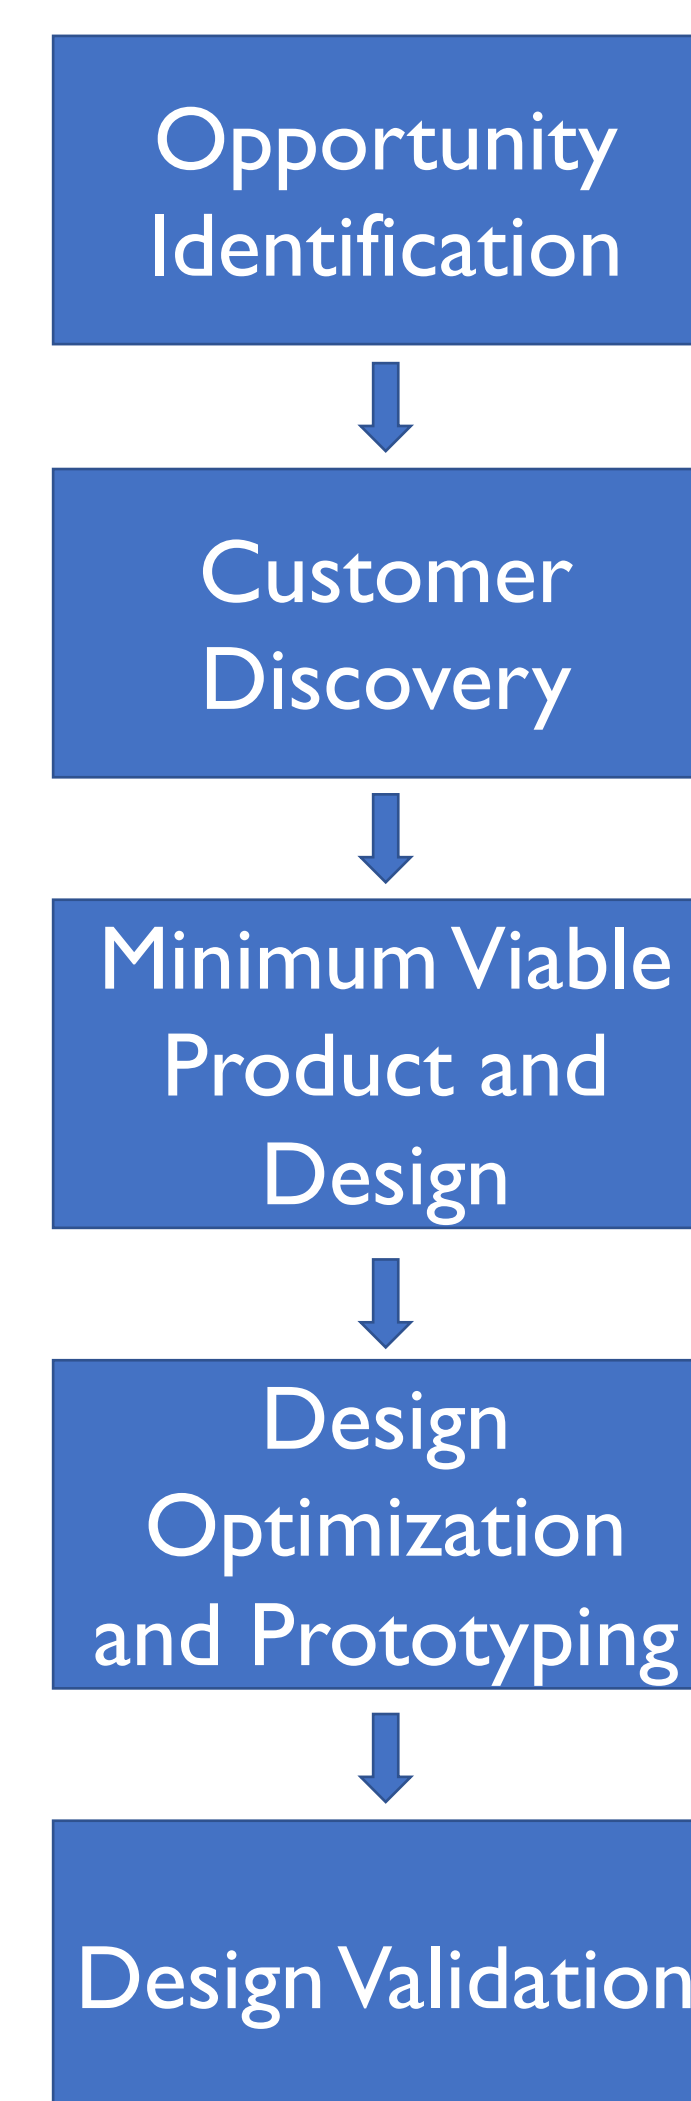 Opportunity
Identification
Customer
Discovery
Minimum Viable
Product and
Design
Design
Optimization
and Prototyping
Design Validation